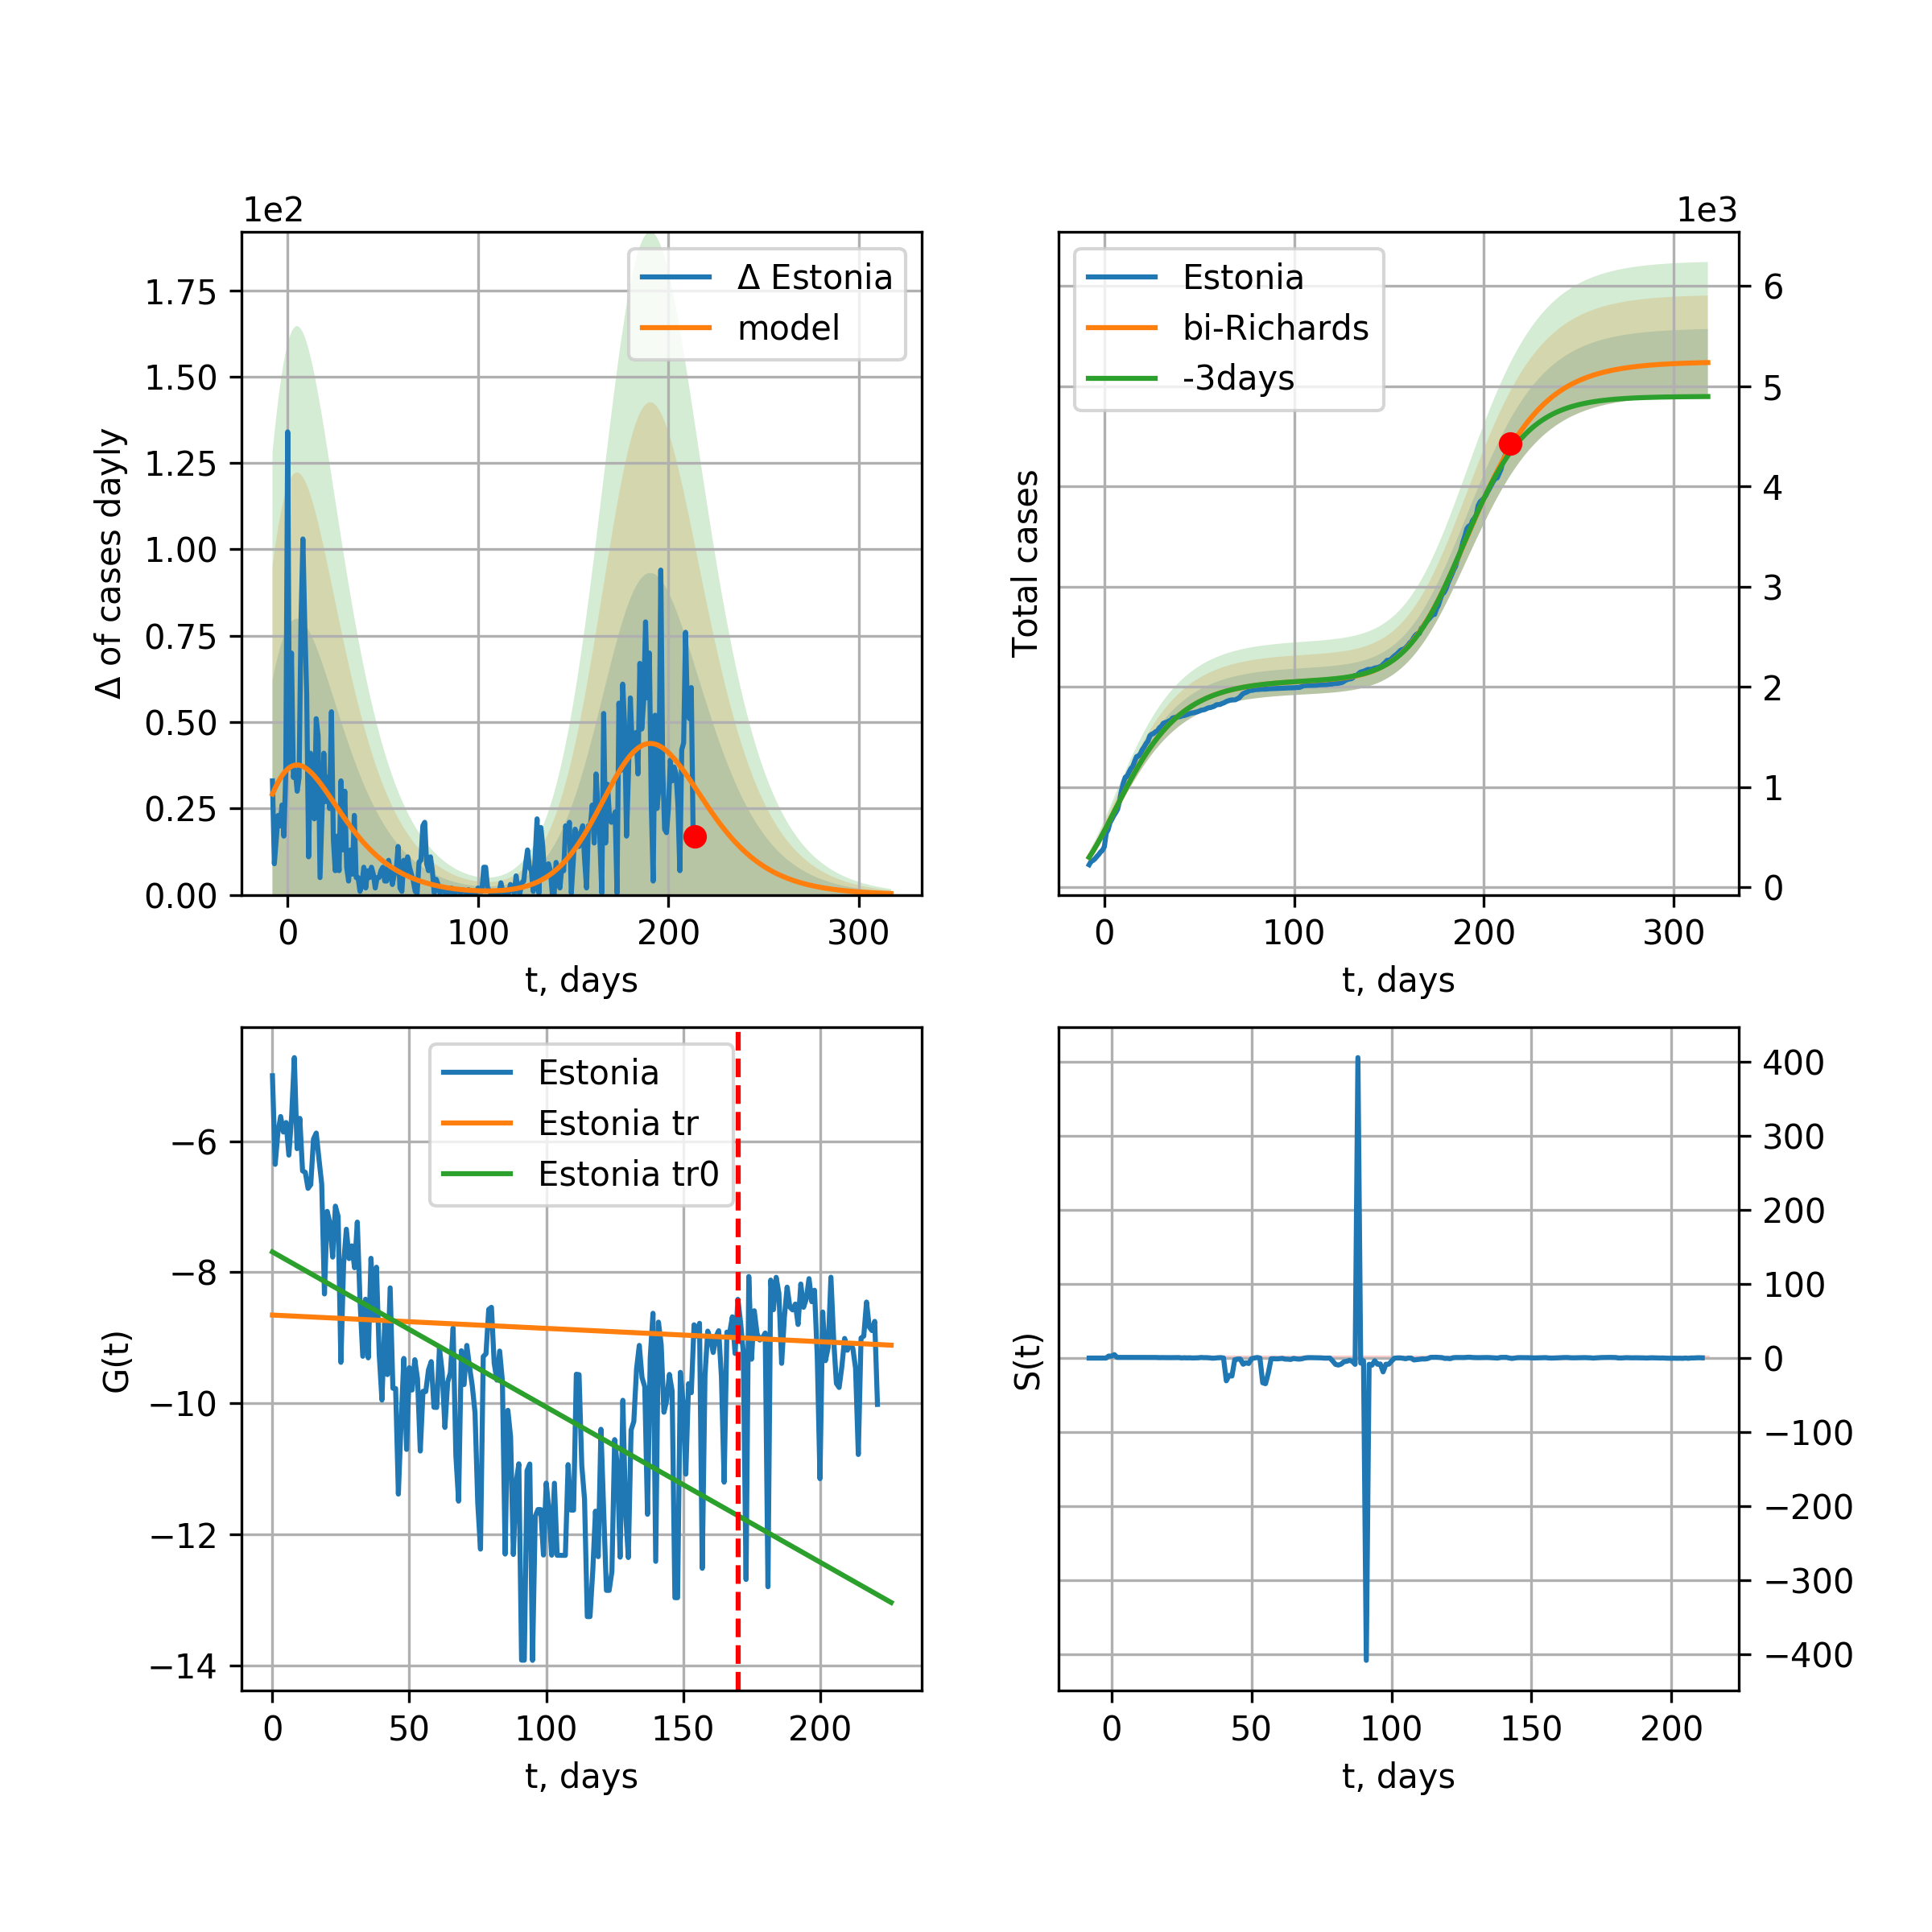 1e2
Δ of cases dayly
1.75
1.50
1.25
1.00
0.75
0.50
0.25
0.00
0 100 200 300
t, days
Δ Estonia
model
1e3
Total cases
6
5
4
3
2
1
0
0 100 200 300
t, days
Estonia
bi-Richards
-3days
G(t)
−6
−8
−10
−12
−14
0 50 100 150 200
t, days
Estonia
Estonia tr
Estonia tr0
S(t)
400
300
200
100
0
−100
−200
−300
−400
0 50 100 150 200
t, days